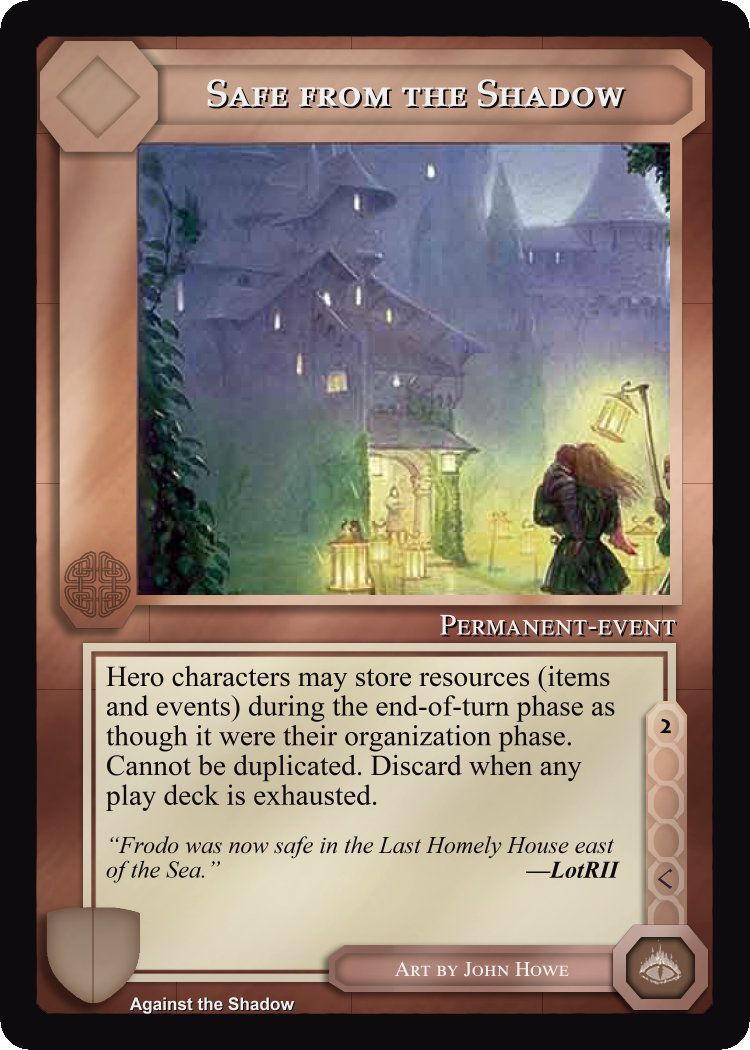 Safe from the Shadow
Permanent-event
Hero characters may store resources (items
and events) during the end-of-turn phase as
though it were their organization phase.
Cannot be duplicated. Discard when any
play deck is exhausted.
2
“Frodo was now safe in the Last Homely House east
of the Sea.” —LotRII
Art by John Howe
Against the Shadow